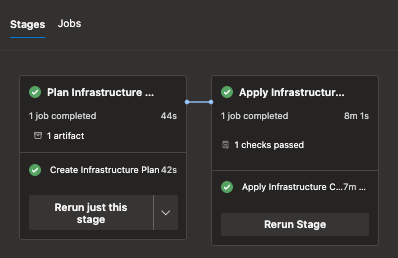 Stages Jobs
Plan Infrastructure ...
1 job completed 44s
1 artifact
Create Infrastructure Plan 42s
Rerun just this
stage
Apply Infrastructur...
1 job completed 8m 1s
1 checks passed
Apply Infrastructure C...7m ...
Rerun Stage